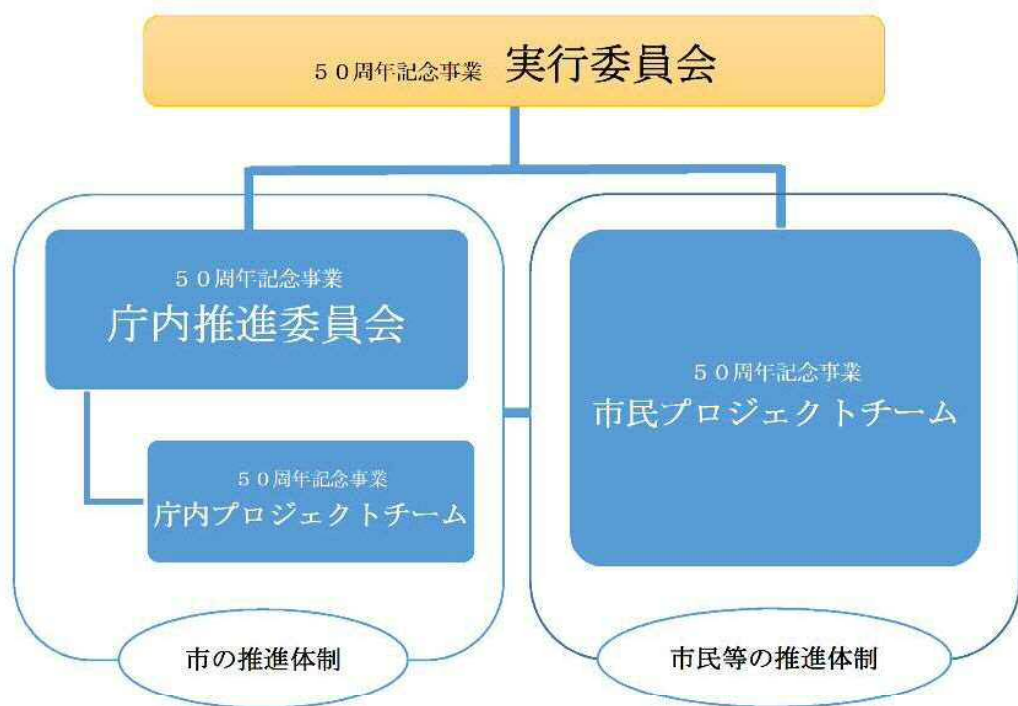 ５０周年記念事業 実行委員会
５０周年記念事業
庁内推進委員会
５０周年記念事業
庁内プロジェクトチーム
市の推進体制
５０周年記念事業
市民プロジェクトチーム
市民等の推進体制